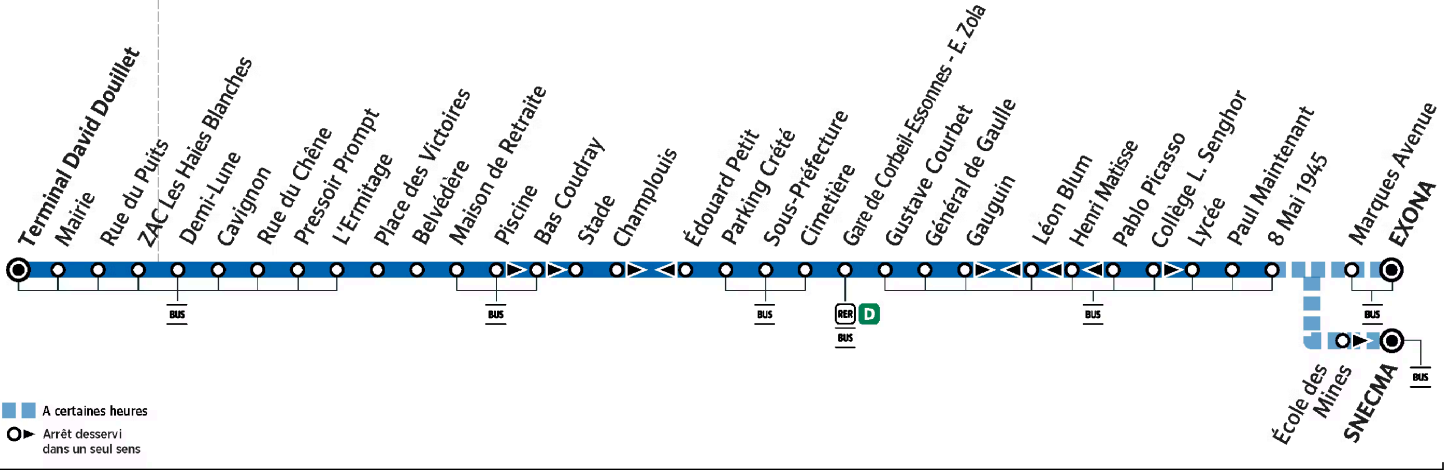 Terminal David Douillet
Mairie
Rue du Puits
ZAC Les Haies Blanches
Demi-Lune
Cavignon
Rue du Chêne
Pressoir Prompt
L'Ermitage
Place des Victoires
Belvédère
Maison de Retraite
Piscine
Bas Coudray
Stade
Champlouis
Édouard Petit
Parking Crété
Sous-Préfecture
Cimetière
Gare de Corbeil-Essonnes - E. Zola
Gustave Courbet
Général de Gaulle
Gauguin
Léon Blum
Henri Matisse
Pablo Picasso
Collège L. Senghor
Lycée
Paul Maintenant
8 Mai 1945
Marques Avenue
EXONA
BUS
BUS
BUS
RER D
BUS
BUS
BUS
École des
Mines
SNECMA
BUS
A certaines heures
Arrêt desservi
dans un seul sens